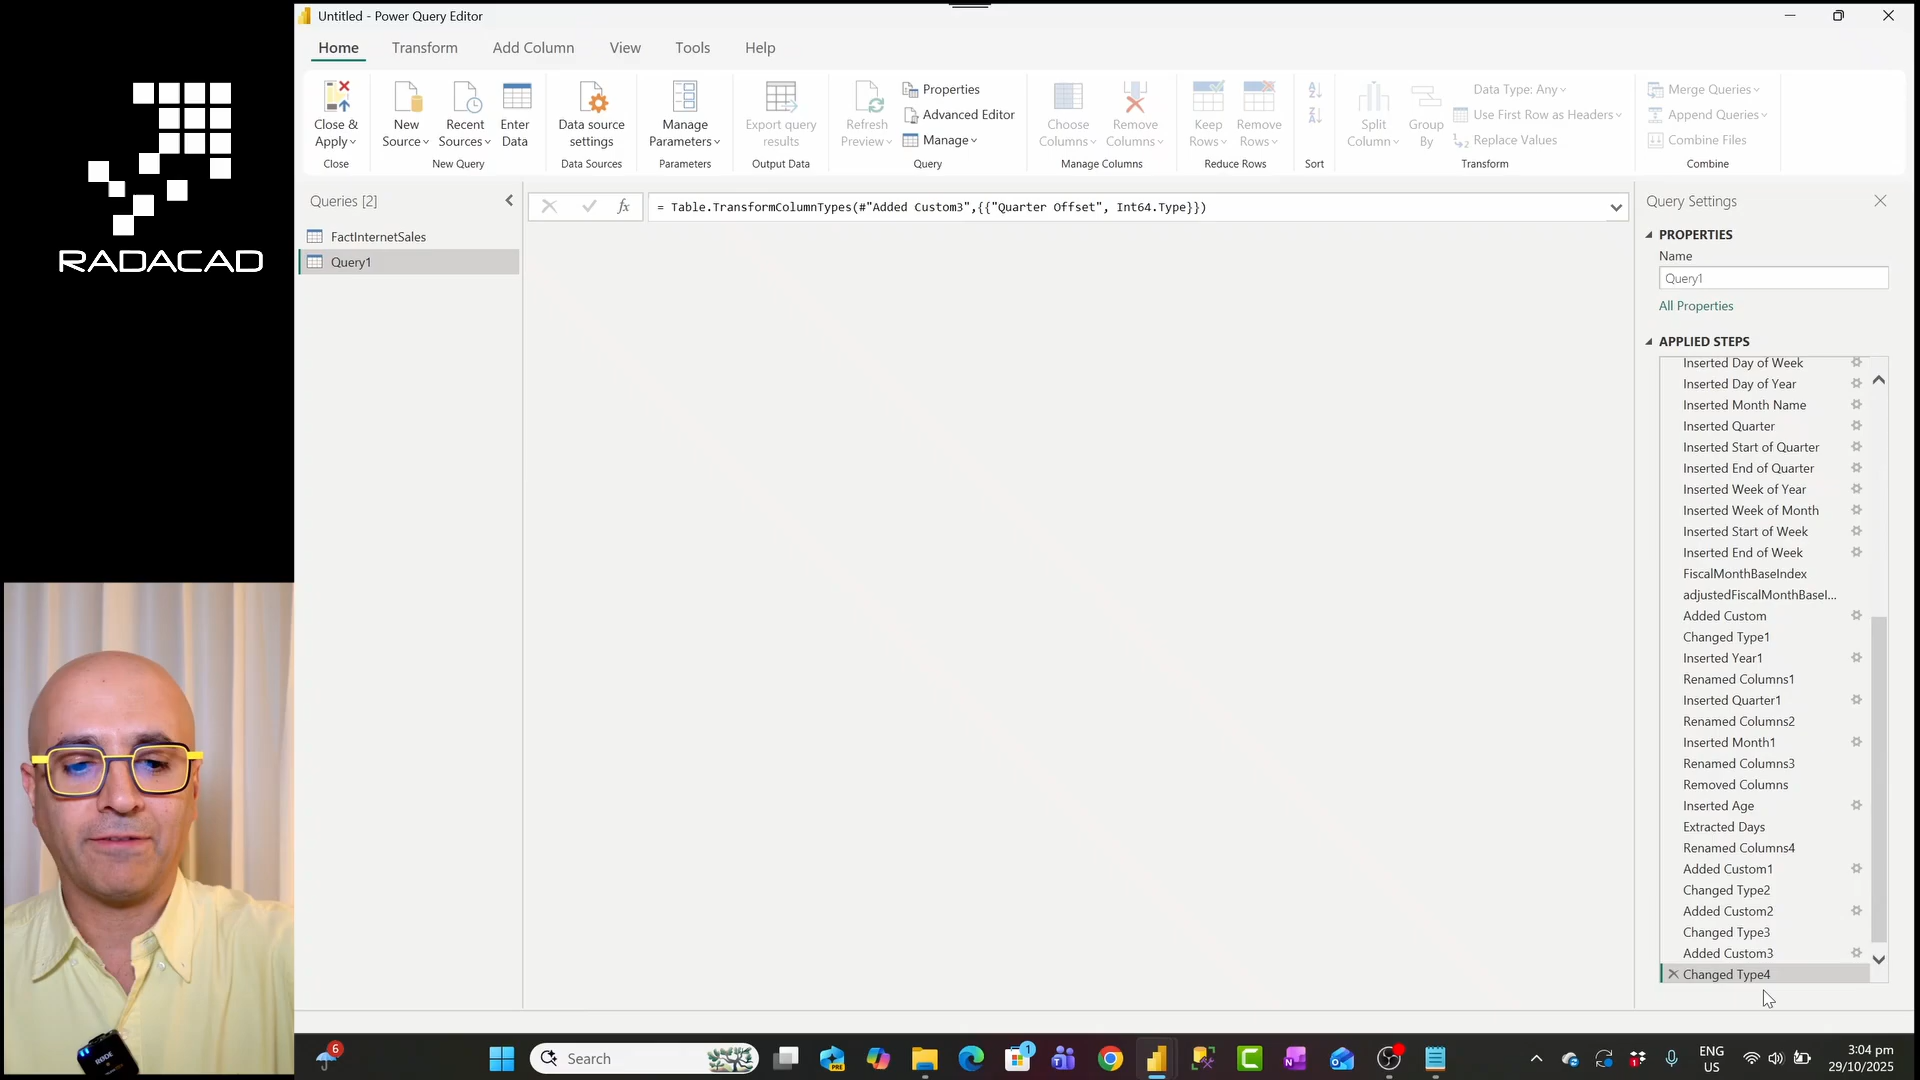 RADACAD
Untitled - Power Query Editor
Home
Transform
Add Column
View
Tools
Help
Close &
Apply
Close
New
Source
Recent
Sources
Enter
Data
New Query
Data source
settings
Data Sources
Manage
Parameters
Parameters
Export query
results
Output Data
Refresh
Preview
Properties
Advanced Editor
Manage
Query
Choose
Columns
Remove
Columns
Manage Columns
Keep
Rows
Remove
Rows
Reduce Rows
Sort
Split
Column
Group
By
Data Type: Any
Use First Row as Headers
Replace Values
Transform
Merge Queries
Append Queries
Combine Files
Combine
Queries [2]
FactInternetSales
Query1
fx
= Table.TransformColumnTypes(#"Added Custom3",{{"Quarter Offset", Int64.Type}})
Query Settings
PROPERTIES
Name
Query1
All Properties
APPLIED STEPS
Inserted Day of Week
Inserted Day of Year
Inserted Month Name
Inserted Quarter
Inserted Start of Quarter
Inserted End of Quarter
Inserted Week of Year
Inserted Week of Month
Inserted Start of Week
Inserted End of Week
FiscalMonthBaseIndex
adjustedFiscalMonthBaseI...
Added Custom
Changed Type1
Inserted Year1
Renamed Columns1
Inserted Quarter1
Renamed Columns2
Inserted Month1
Renamed Columns3
Removed Columns
Inserted Age
Extracted Days
Renamed Columns4
Added Custom1
Changed Type2
Added Custom2
Changed Type3
Added Custom3
Changed Type4
RØDE
6
Search
PRE
1
ENG
US
3:04 pm
29/10/2025